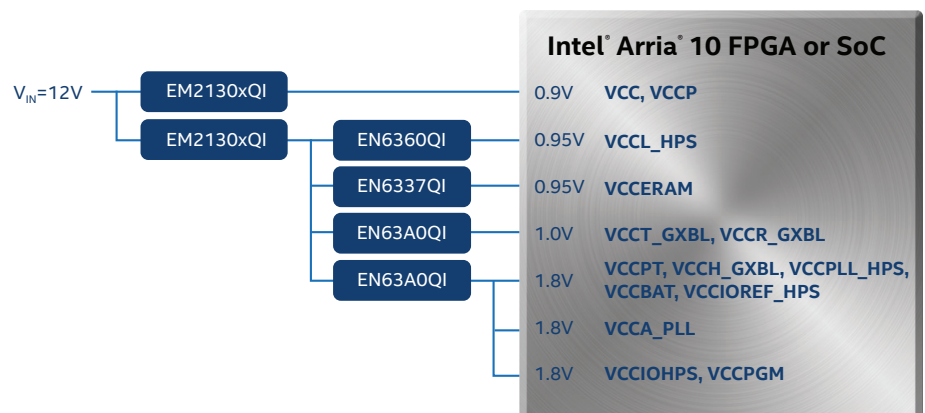 Intel® Arria® 10 FPGA or SoC
VIN=12V
EM2130xQI
0.9V VCC, VCCP
EM2130xQI
EN6360QI
0.95V VCCL_HPS
EN6337QI
0.95V VCCERAM
EN63A0QI
1.0V VCCT_GXBL, VCCR_GXBL
EN63A0QI
1.8V VCCPT, VCCH_GXBL, VCCPLL_HPS,
VCCBAT, VCCIOREF_HPS
1.8V VCCA_PLL
1.8V VCCIOHPS, VCCPGM